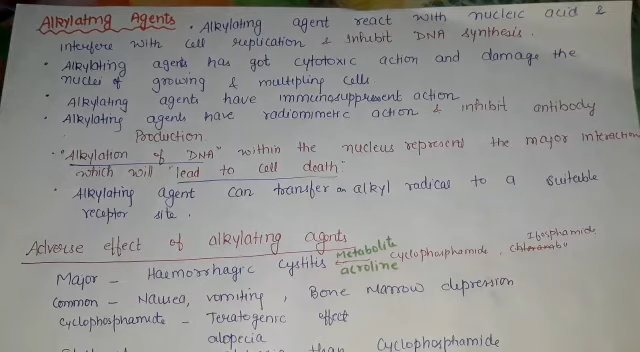 Alkylating Agents • Alkylating agent react with nucleic acid &
interfere with cell replication & Inhibit DNA synthesis.
• Alkylating agents has got cytotoxic action and damage the
nuclei of growing & multipling cells
• Alkylating agents have immunosuppresent action
• Alkylating agents have radiomimetic action & inhibit antibody
Production
• "Alkylation of DNA" within the nucleus represent the major interaction
which will "lead to cell death"
• Alkylating agent can transfer an alkyl radical to a suitable
receptor site.
Adverse effect of alkylating agents
Ifosphamide
Major - Haemorrhagic Cystitis Metabolite acroline cyclophosphamide,
Common - Nausea, vomiting, Bone Marrow depression
Cyclophosphamide - Teratogenic effect
alopecia
than Cyclophosphamide